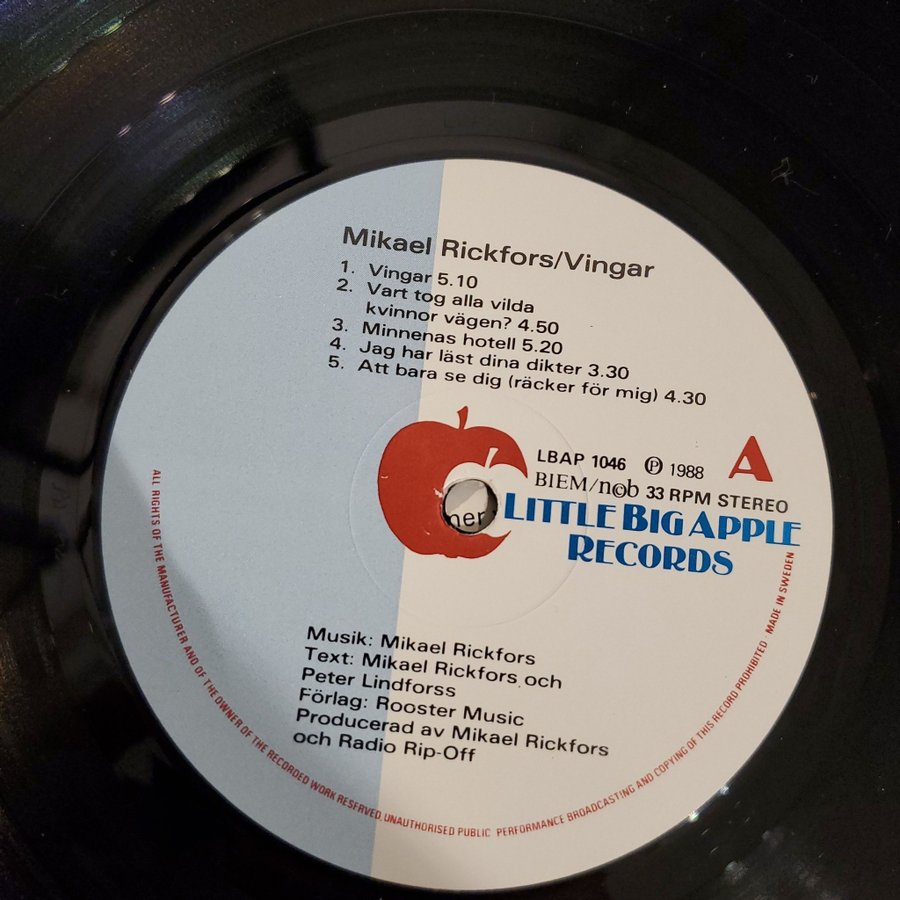 Mikael Rickfors/Vingar
1. Vingar 5.10
2. Vart tog alla vilda
kvinnor vägen? 4.50
3. Minnenas hotell 5.20
4. Jag har läst dina dikter 3.30
5. Att bara se dig (räcker för mig) 4.30
LBAP 1046 ℗ 1988 A
BIEM/ncb 33 RPM STEREO
LITTLE BIG APPLE
RECORDS
ner
Musik: Mikael Rickfors
Text: Mikael Rickfors och
Peter Lindforss
Förlag: Rooster Music
Producerad av Mikael Rickfors
och Radio Rip-Off
ALL RIGHTS OF THE MANUFACTURER AND OF THE OWNER OF THE RECORDED WORK RESERVED. UNAUTHORISED PUBLIC PERFORMANCE BROADCASTING AND COPYING OF THIS RECORD PROHIBITED · MADE IN SWEDEN